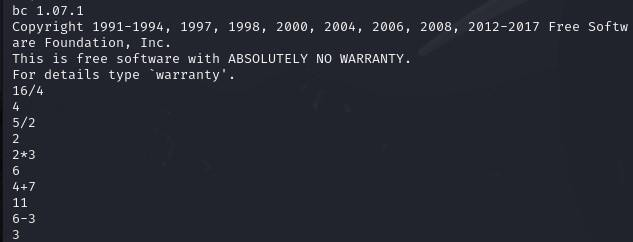 bc 1.07.1
Copyright 1991-1994, 1997, 1998, 2000, 2004, 2006, 2008, 2012-2017 Free Softw
are Foundation, Inc.
This is free software with ABSOLUTELY NO WARRANTY.
For details type `warranty'.
16/4
4
5/2
2
2*3
6
4+7
11
6-3
3